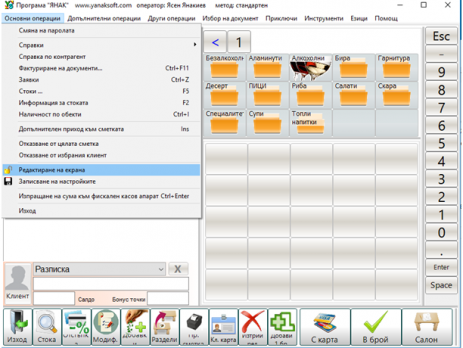 Програма "ЯНАК" www.yanaksoft.com оператор: Ясен Янакиев метод: стандартен
Основни операции Допълнителни операции Други операции Избор на документ Приключи Инструменти Езици Помощ
Смяна на паролата
Справки
Справка по контрагент
Фактуриране на документи... Ctrl+F11
Заявки Ctrl+Z
Стоки ... F5
Информация за стоката F2
Наличност по обекти Ctrl+I
Допълнителен приход към сметката Ins
Отказване от цялата сметка
Отказване от избрания клиент
Редактиране на екрана
Записване на настройките
Изпращане на сума към фискален касов апарат Ctrl+Enter
Изход
< 1
Безалкохол Аламинути Алкохолни Бира Гарнитура
Десерт ПИЦИ Риба Салати Скара
Специалитет Супи Топли
напитки
Esc
-
9
8
7
6
5
4
3
2
1
0
.
Enter
Space
Разписка X
Клиент Салдо Бонус точки
Изход Стока Модиф. Раздели Пр. Кл. карта С карта В брой Салон